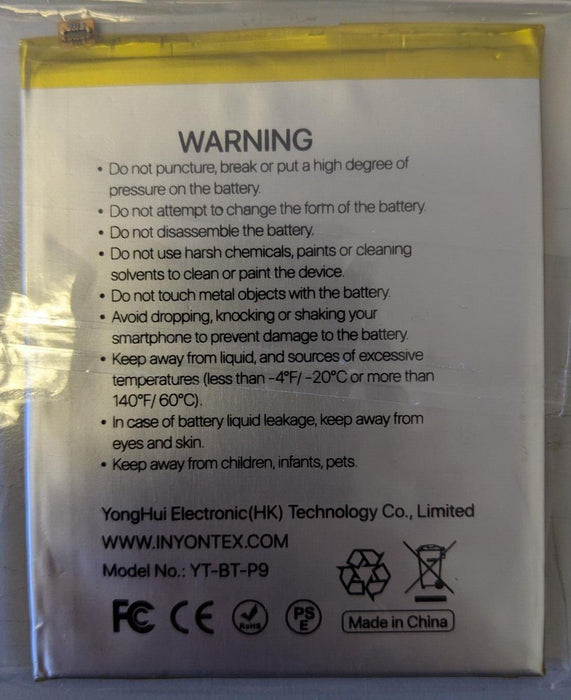 WARNING
• Do not puncture, break or put a high degree of
pressure on the battery.
• Do not attempt to change the form of the battery.
• Do not disassemble the battery.
• Do not use harsh chemicals, paints or cleaning
solvents to clean or paint the device.
• Do not touch metal objects with the battery.
• Avoid dropping, knocking or shaking your
smartphone to prevent damage to the battery.
• Keep away from liquid, and sources of excessive
temperatures (less than -4°F/ -20°C or more than
140°F/ 60°C).
• In case of battery liquid leakage, keep away from
eyes and skin.
• Keep away from children, infants, pets.
YongHui Electronic(HK) Technology Co., Limited
WWW.INYONTEX.COM
Model No.: YT-BT-P9
FC CE RoHS PS E Made in China